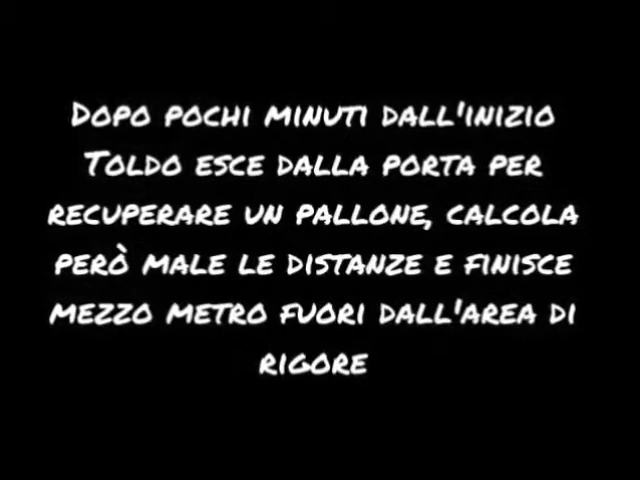 Dopo pochi minuti dall'inizio
Toldo esce dalla porta per
recuperare un pallone, calcola
però male le distanze e finisce
mezzo metro fuori dall'area di
rigore